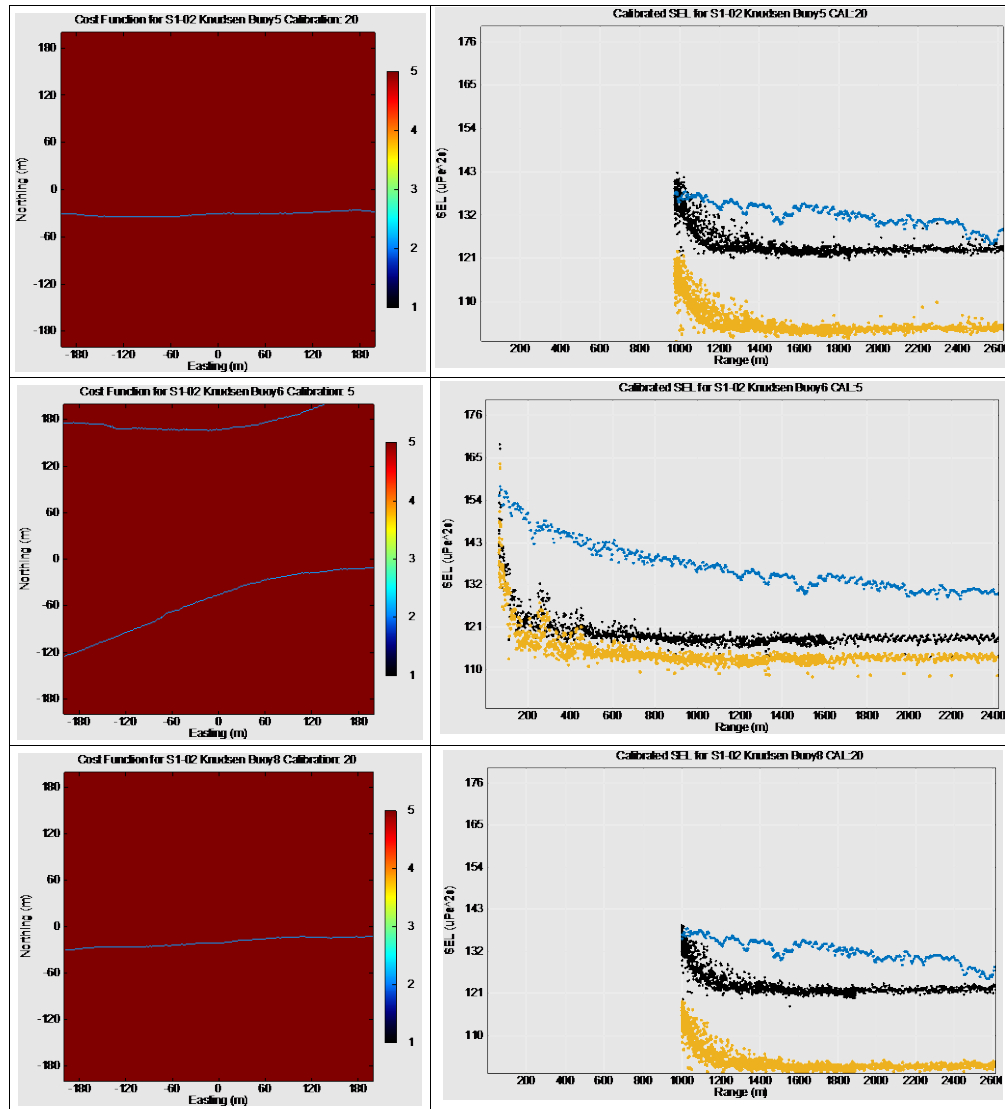 Cost Function for S1-02 Knudsen Buoy5 Calibration: 20
180
120
60
0
-60
-120
-180
Northing (m)
-180 -120 -60 0 60 120 180
Easting (m)
5
4
3
2
1
Calibrated SEL for S1-02 Knudsen Buoy5 CAL:20
176
165
154
143
132
121
110
SEL (uPa^2s)
200 400 600 800 1000 1200 1400 1600 1800 2000 2200 2400 2600
Range (m)
Cost Function for S1-02 Knudsen Buoy6 Calibration: 5
180
120
60
0
-60
-120
-180
Northing (m)
-180 -120 -60 0 60 120 180
Easting (m)
5
4
3
2
1
Calibrated SEL for S1-02 Knudsen Buoy6 CAL:5
176
165
154
143
132
121
110
SEL (uPa^2s)
200 400 600 800 1000 1200 1400 1600 1800 2000 2200 2400
Range (m)
Cost Function for S1-02 Knudsen Buoy8 Calibration: 20
180
120
60
0
-60
-120
-180
Northing (m)
-180 -120 -60 0 60 120 180
Easting (m)
5
4
3
2
1
Calibrated SEL for S1-02 Knudsen Buoy8 CAL:20
176
165
154
143
132
121
110
SEL (uPa^2s)
200 400 600 800 1000 1200 1400 1600 1800 2000 2200 2400 2600
Range (m)